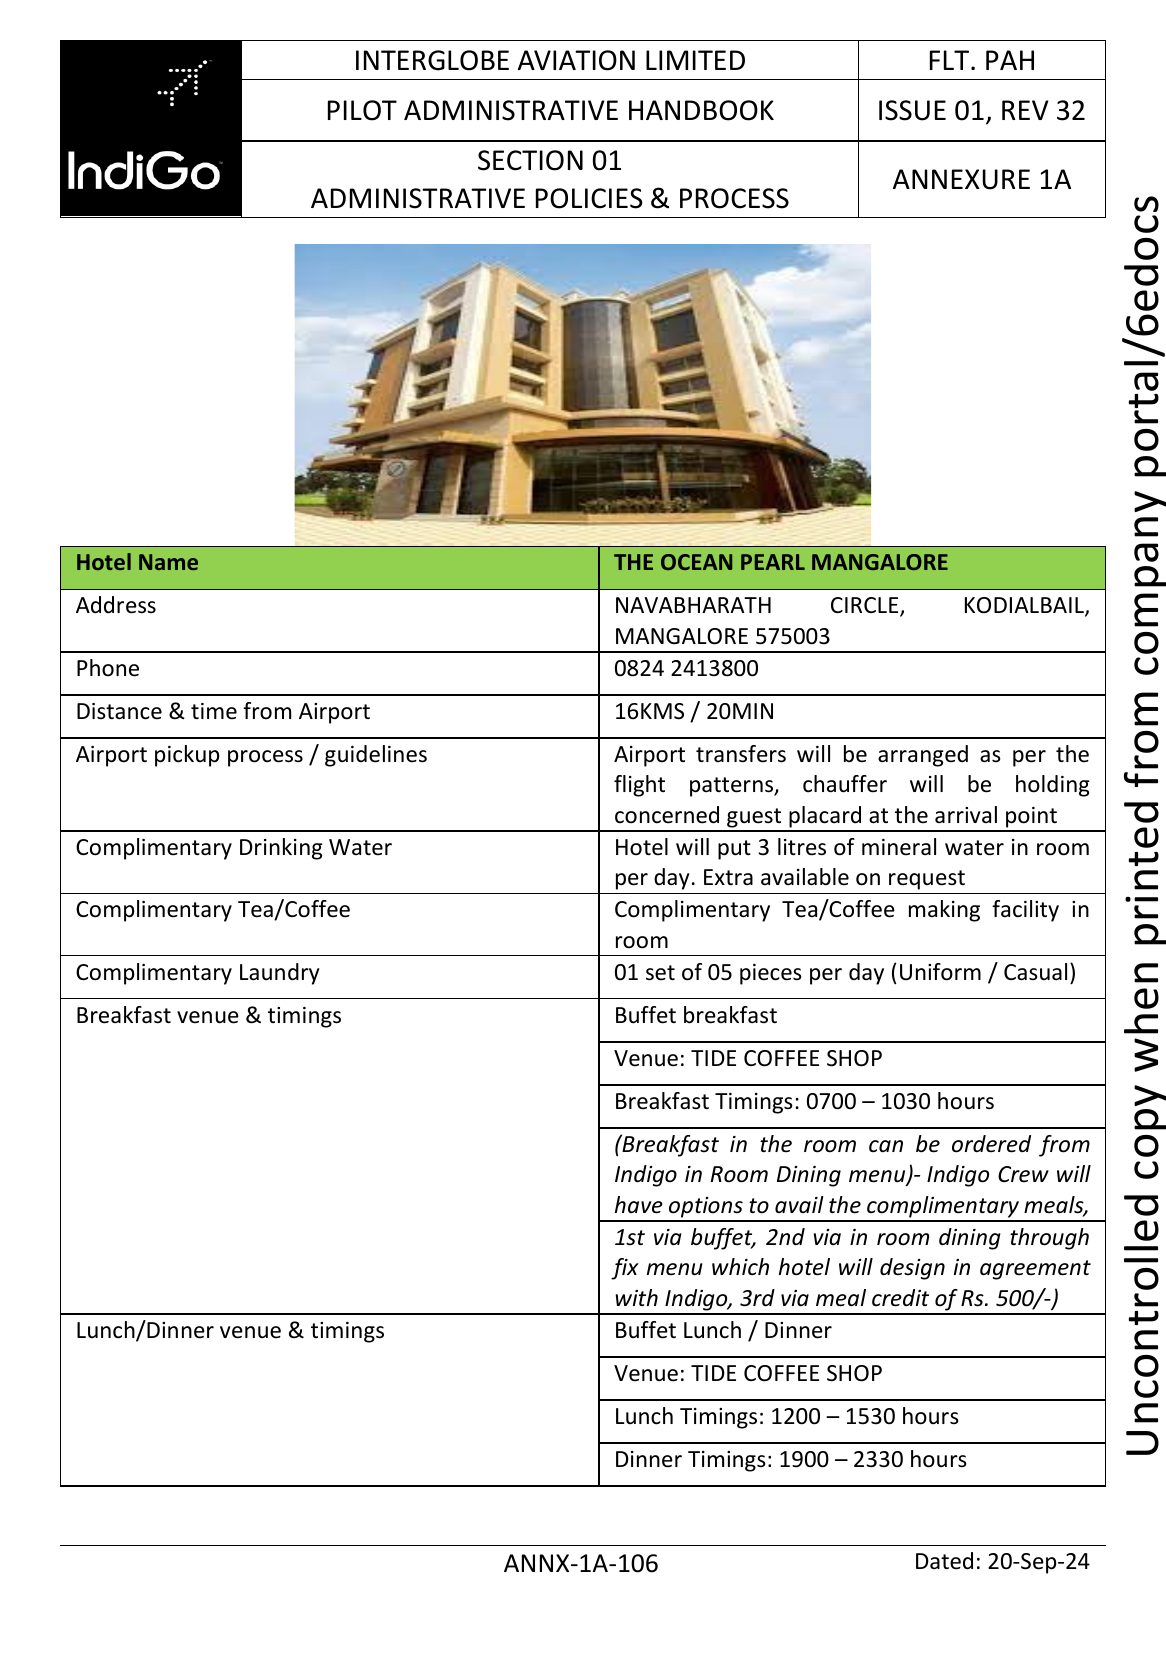 IndiGo
INTERGLOBE AVIATION LIMITED
FLT. PAH
PILOT ADMINISTRATIVE HANDBOOK
ISSUE 01, REV 32
SECTION 01
ADMINISTRATIVE POLICIES & PROCESS
ANNEXURE 1A
Hotel Name
THE OCEAN PEARL MANGALORE
Address
NAVABHARATH CIRCLE, KODIALBAIL,
MANGALORE 575003
Phone
0824 2413800
Distance & time from Airport
16KMS / 20MIN
Airport pickup process / guidelines
Airport transfers will be arranged as per the
flight patterns, chauffer will be holding
concerned guest placard at the arrival point
Complimentary Drinking Water
Hotel will put 3 litres of mineral water in room
per day. Extra available on request
Complimentary Tea/Coffee
Complimentary Tea/Coffee making facility in
room
Complimentary Laundry
01 set of 05 pieces per day (Uniform / Casual)
Breakfast venue & timings
Buffet breakfast
Venue: TIDE COFFEE SHOP
Breakfast Timings: 0700 – 1030 hours
(Breakfast in the room can be ordered from
Indigo in Room Dining menu)- Indigo Crew will
have options to avail the complimentary meals,
1st via buffet, 2nd via in room dining through
fix menu which hotel will design in agreement
with Indigo, 3rd via meal credit of Rs. 500/-)
Lunch/Dinner venue & timings
Buffet Lunch / Dinner
Venue: TIDE COFFEE SHOP
Lunch Timings: 1200 – 1530 hours
Dinner Timings: 1900 – 2330 hours
ANNX-1A-106
Dated: 20-Sep-24
Uncontrolled copy when printed from company portal/6edocs